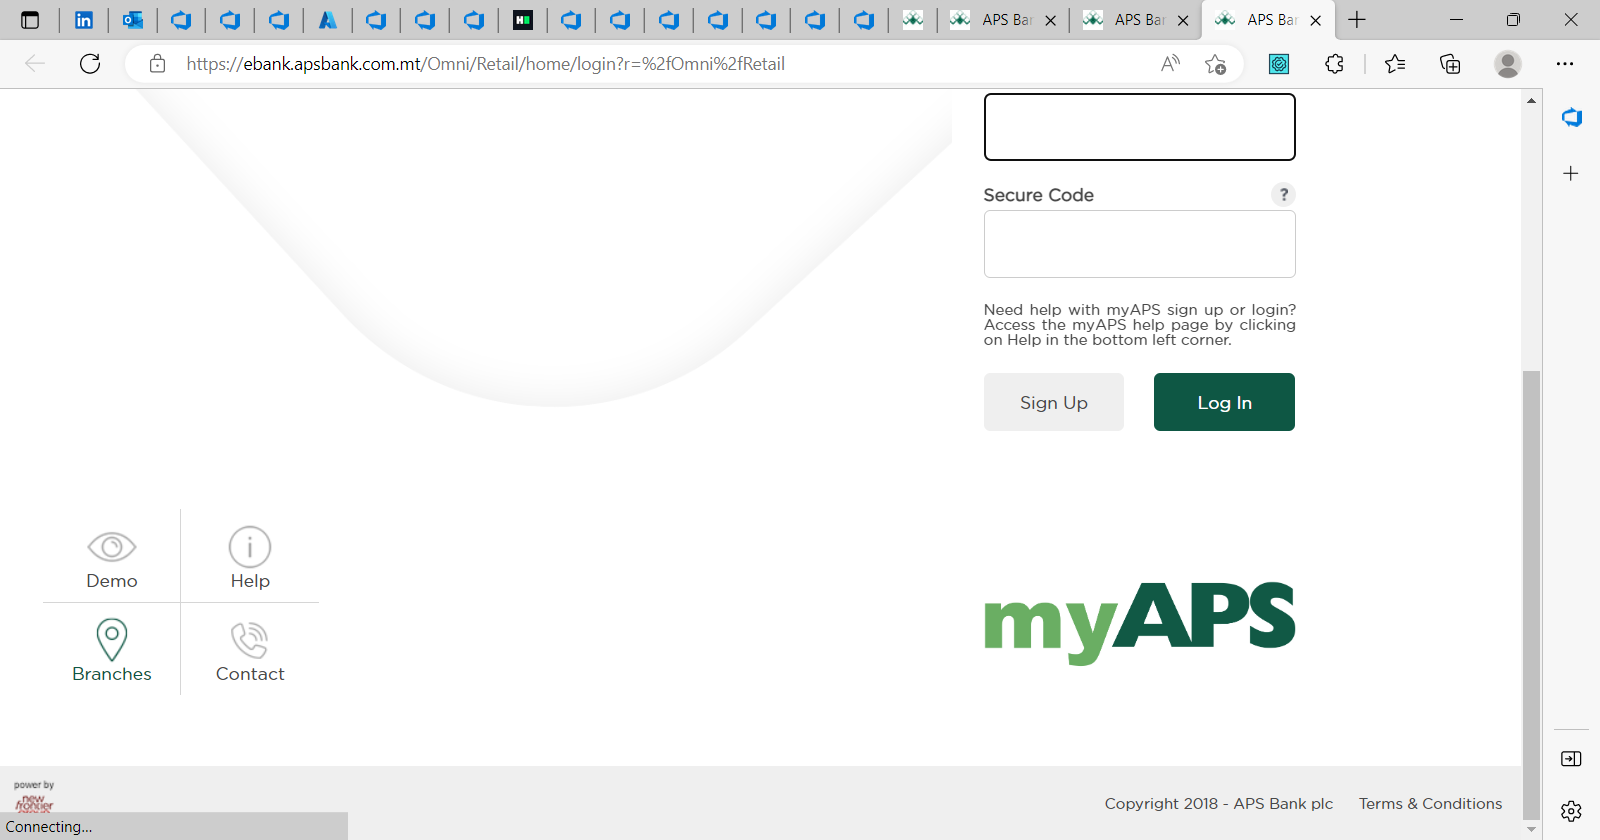 APS Ba
APS Ba
APS Ba
https://ebank.apsbank.com.mt/Omni/Retail/home/login?r=%2fOmni%2fRetail
Secure Code
?
Need help with myAPS sign up or login?
Access the myAPS help page by clicking
on Help in the bottom left corner.
Sign Up
Log In
Demo
Help
Branches
Contact
myAPS
power by
new
frontier
Copyright 2018 - APS Bank plc
Terms & Conditions
Connecting...